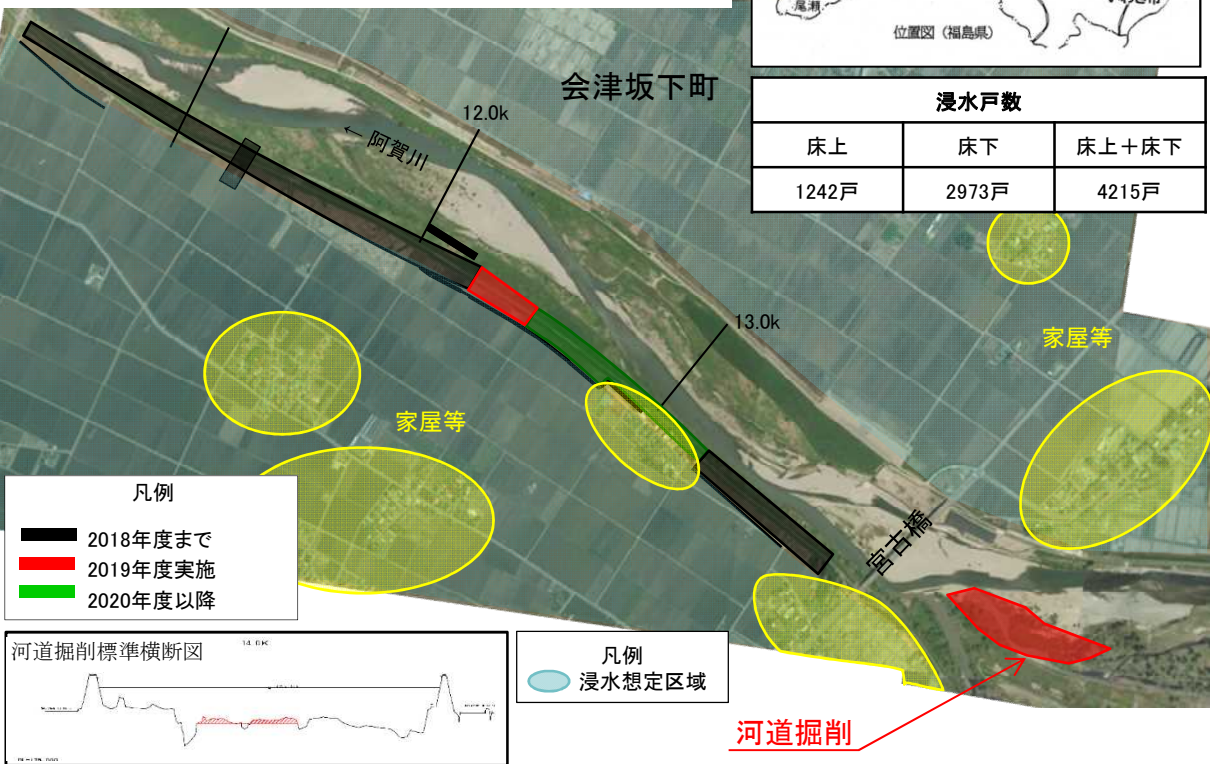 尾瀬
位置図（福島県）
会津坂下町
浸水戸数
床上 床下 床上＋床下
1242戸 2973戸 4215戸
12.0k
← 阿賀川
13.0k
家屋等
家屋等
宮古橋
凡例
2018年度まで
2019年度実施
2020年度以降
河道掘削標準横断図
14.0K
凡例
浸水想定区域
河道掘削